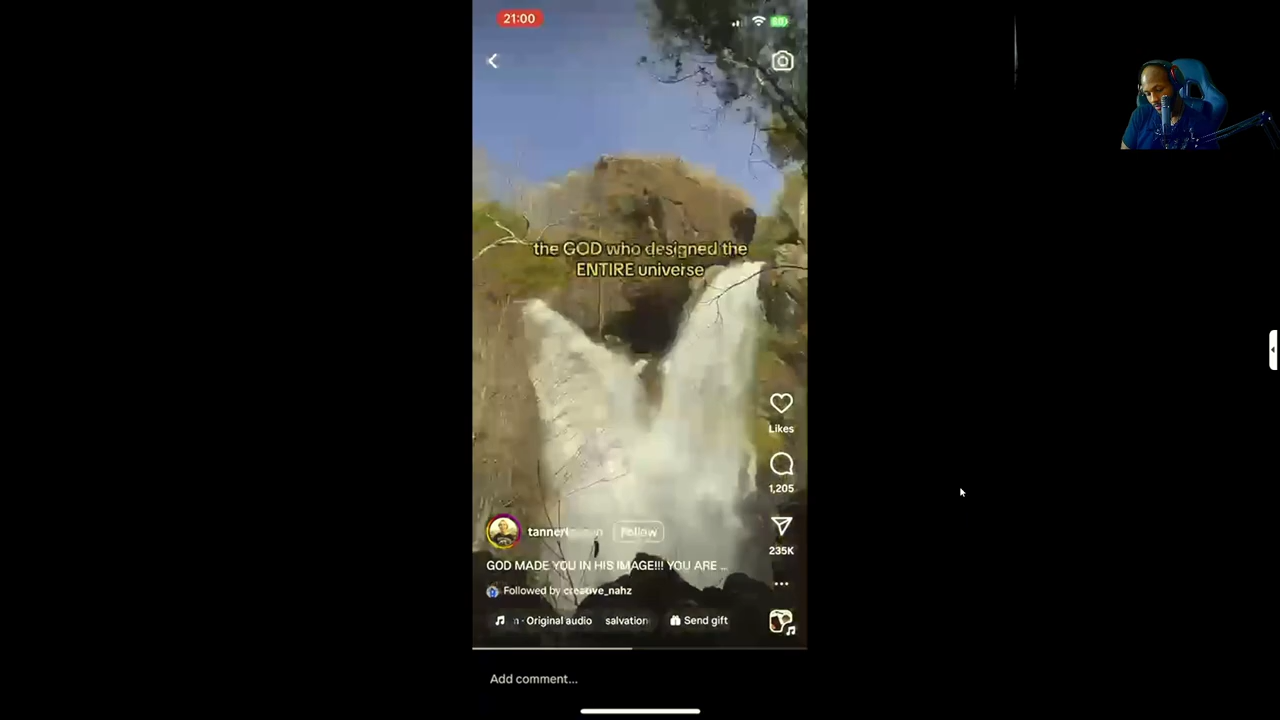 21:00
the GOD who designed the
ENTIRE universe
Likes
1,205
235K
Follow
GOD MADE YOU IN HIS IMAGE!!! YOU ARE ...
Followed by creative_nahz
n · Original audio salvation Send gift
Add comment...